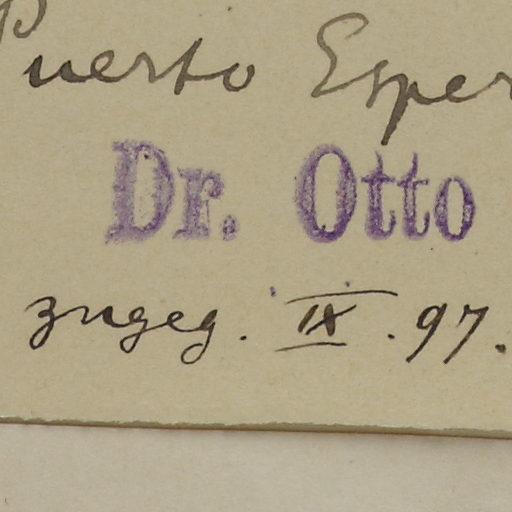 Puerto Esper
Dr. Otto
zugeg. IX. 97.